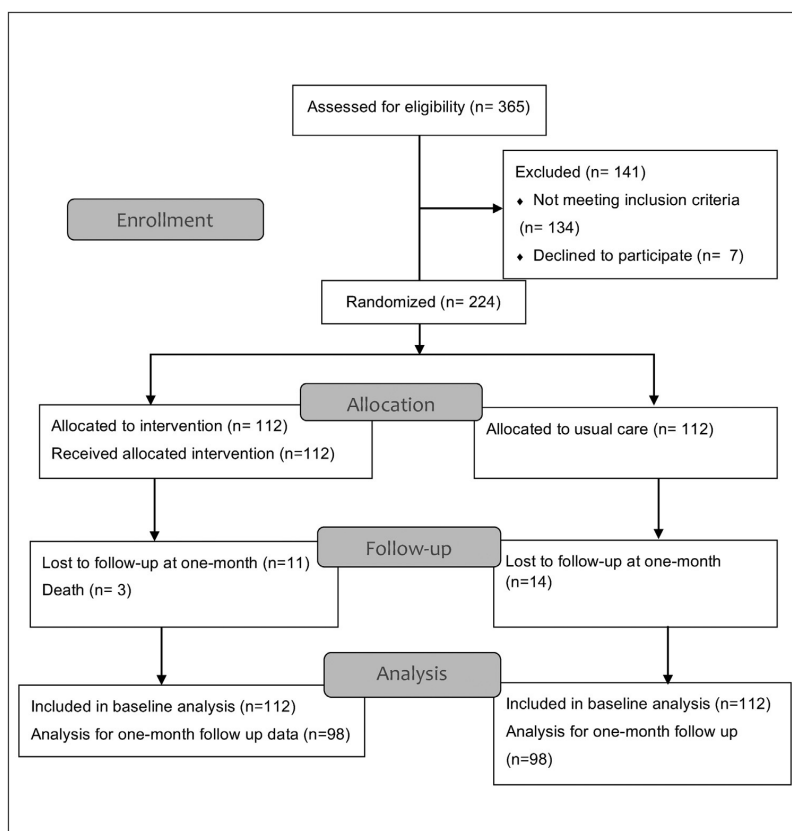 Assessed for eligibility (n= 365)
Excluded (n= 141)
♦ Not meeting inclusion criteria
(n= 134)
♦ Declined to participate (n= 7)
Enrollment
Randomized (n= 224)
Allocation
Allocated to intervention (n= 112)
Received allocated intervention (n=112)
Allocated to usual care (n= 112)
Follow-up
Lost to follow-up at one-month (n=11)
Death (n= 3)
Lost to follow-up at one-month
(n=14)
Analysis
Included in baseline analysis (n=112)
Analysis for one-month follow up data (n=98)
Included in baseline analysis (n=112)
Analysis for one-month follow up
(n=98)